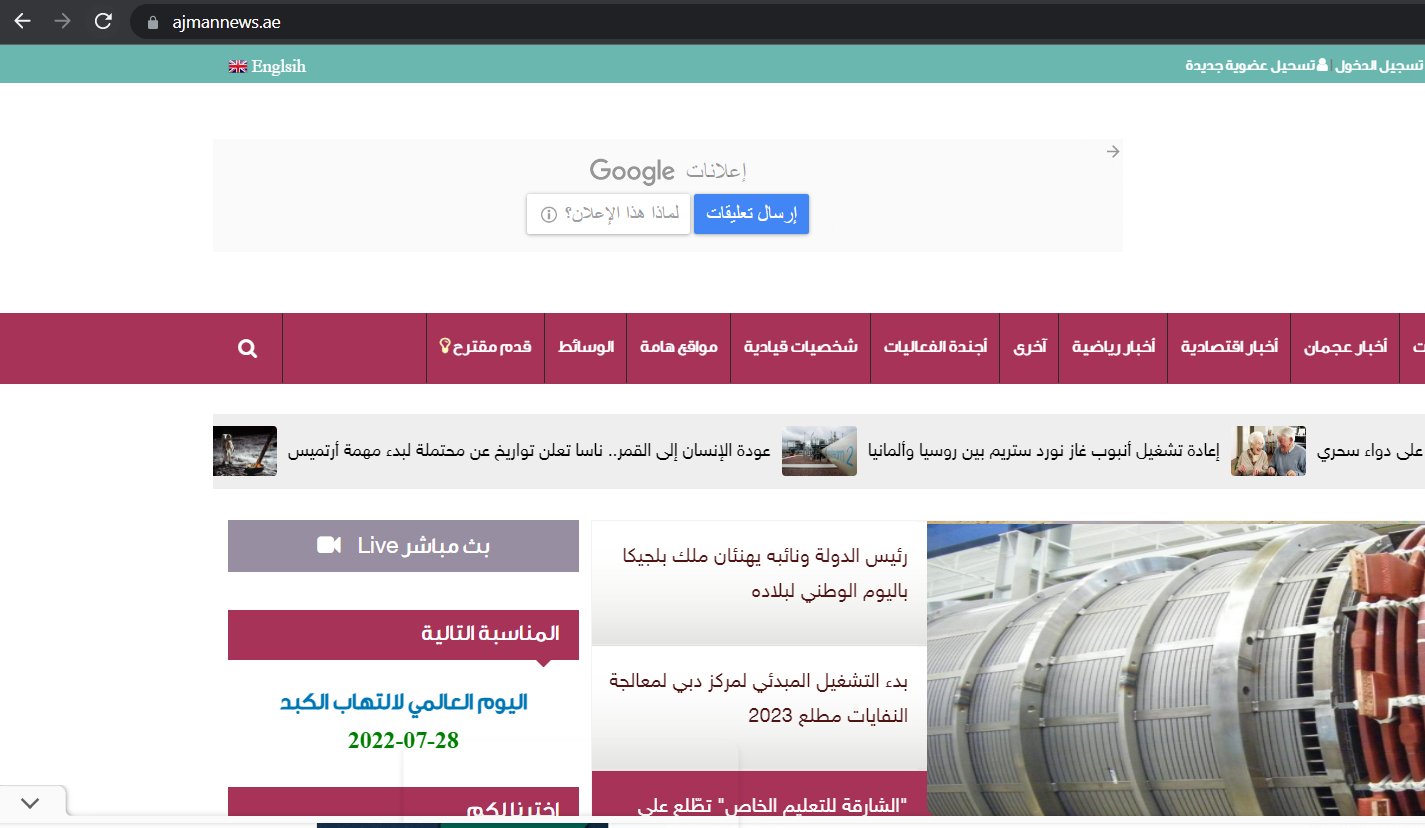 ajmannews.ae
Englsih
تسجيل الدخول | تسجيل عضوية جديدة
إعلانات Google
إرسال تعليقات
لماذا هذا الإعلان؟
أخبار عجمان
أخبار اقتصادية
أخبار رياضية
آخرى
أجندة الفعاليات
شخصيات قيادية
مواقع هامة
الوسائط
قدم مقترح
على دواء سحري
إعادة تشغيل أنبوب غاز نورد ستريم بين روسيا وألمانيا
عودة الإنسان إلى القمر.. ناسا تعلن تواريخ عن محتملة لبدء مهمة أرتميس
رئيس الدولة ونائبه يهنئان ملك بلجيكا
باليوم الوطني لبلاده
بدء التشغيل المبدئي لمركز دبي لمعالجة
النفايات مطلع 2023
"الشارقة للتعليم الخاص" تطّلع على
بث مباشر Live
المناسبة التالية
اليوم العالمي لالتهاب الكبد
2022-07-28
اخترنا لكم